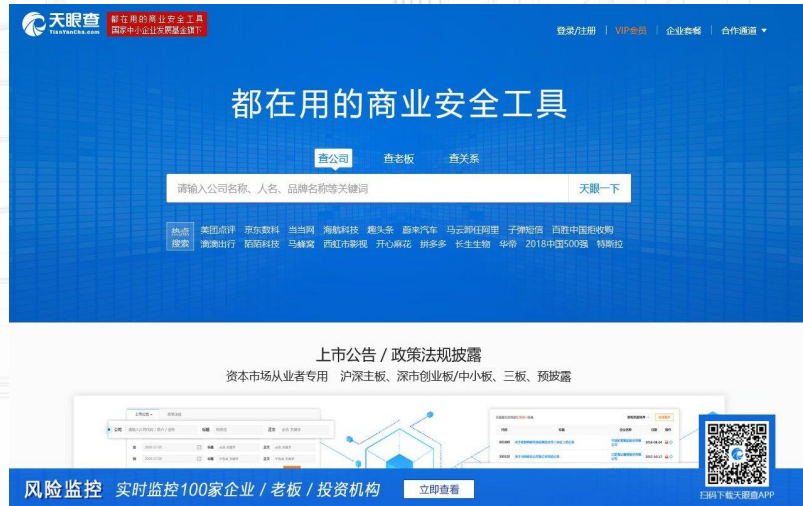 天眼查
TianYanCha.com
都在用的商业安全工具
国家中小企业发展基金旗下
登录/注册 | VIP会员 | 企业套餐 | 合作通道
都在用的商业安全工具
查公司 查老板 查关系
请输入公司名称、人名、品牌名称等关键词 天眼一下
热点 美团点评 京东数科 当当网 海航科技 趣头条 蔚来汽车 马云卸任阿里 子弹短信 百胜中国拒收购
搜索 滴滴出行 陌陌科技 马蜂窝 西虹市影视 开心麻花 拼多多 长生生物 华帝 2018中国500强 特斯拉
上市公告 / 政策法规披露
资本市场从业者专用 沪深主板、深市创业板/中小板、三板、预披露
风险监控 实时监控100家企业 / 老板 / 投资机构 立即查看
扫码下载天眼查APP